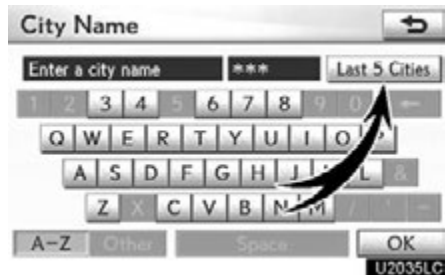 City Name
Enter a city name *** Last 5 Cities
1 2 3 4 5 6 7 8 9 0 ←
Q W E R T Y U I O P
A S D F G H J L &
Z X C V B N M / ' -
A-Z Other Space OK
U2035LC